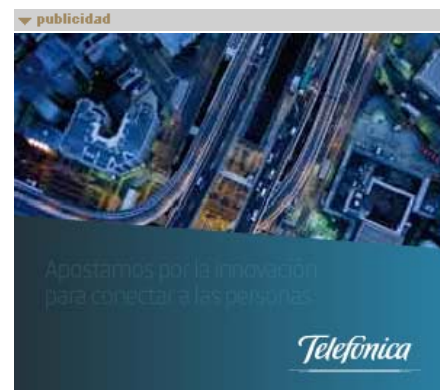 publicidad
Apostamos por la innovación
para conectar a las personas
Telefónica